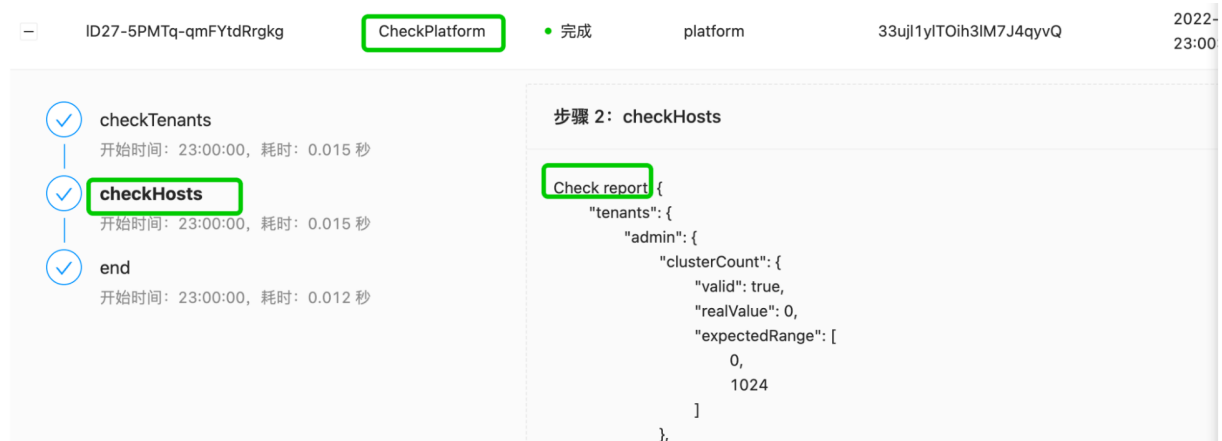 lD27-5PMTq-qmFYtdRrgkg CheckPlatform 完成 platform 33ujl1ylTOih3lM7J4qyvQ 2022-
23:00:
checkTenants
开始时间：23:00:00，耗时：0.015 秒
checkHosts
开始时间：23:00:00，耗时：0.015 秒
end
开始时间：23:00:00，耗时：0.012 秒
步骤 2：checkHosts
Check report {
"tenants": {
"admin": {
"clusterCount": {
"valid": true,
"realValue": 0,
"expectedRange": [
0,
1024
]
},